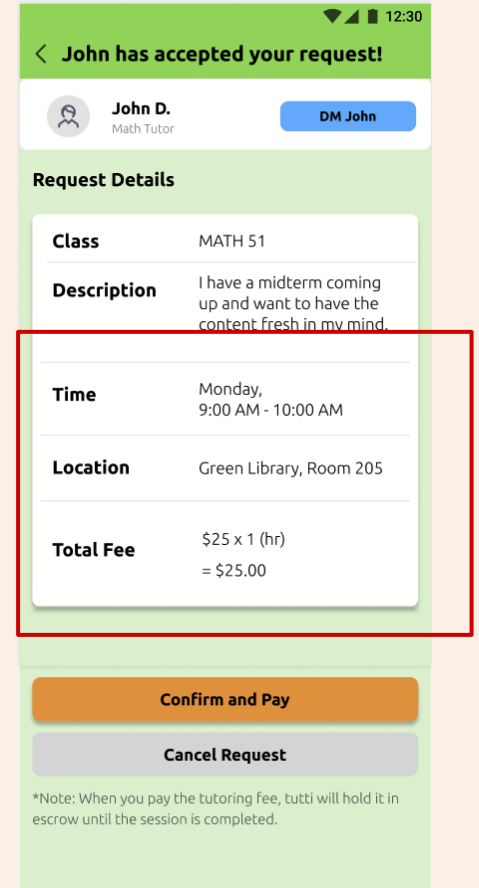 12:30
John has accepted your request!
John D.
Math Tutor
DM John
Request Details
Class
MATH 51
Description
I have a midterm coming
up and want to have the
content fresh in my mind.
Time
Monday,
9:00 AM - 10:00 AM
Location
Green Library, Room 205
Total Fee
$25 x 1 (hr)
= $25.00
Confirm and Pay
Cancel Request
*Note: When you pay the tutoring fee, tutti will hold it in
escrow until the session is completed.